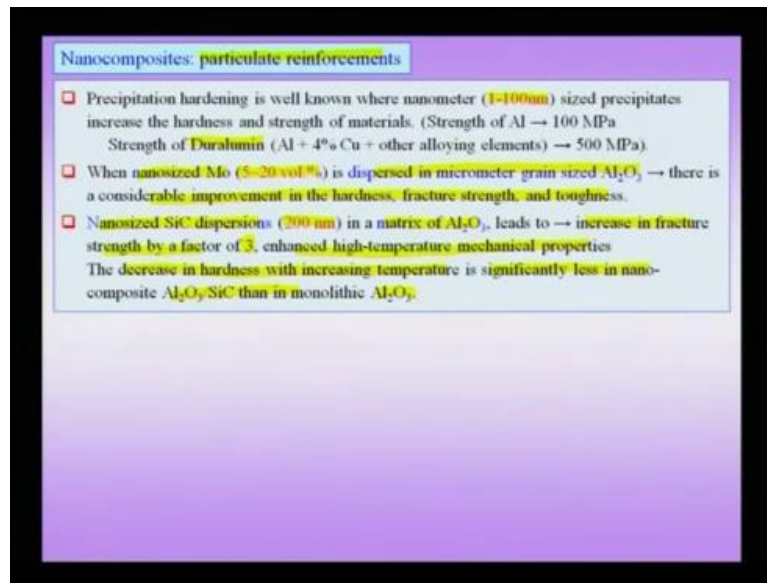 Nanocomposites: particulate reinforcements
❑ Precipitation hardening is well known where nanometer (1-100nm) sized precipitates
increase the hardness and strength of materials. (Strength of Al → 100 MPa
Strength of Duralumin (Al + 4% Cu + other alloying elements) → 500 MPa).
❑ When nanosized Mo (5-20 vol.%) is dispersed in micrometer grain sized Al₂O₃ → there is
a considerable improvement in the hardness, fracture strength, and toughness.
❑ Nanosized SiC dispersions (200 nm) in a matrix of Al₂O₃, leads to → increase in fracture
strength by a factor of 3, enhanced high-temperature mechanical properties
The decrease in hardness with increasing temperature is significantly less in nano-
composite Al₂O₃/SiC than in monolithic Al₂O₃.